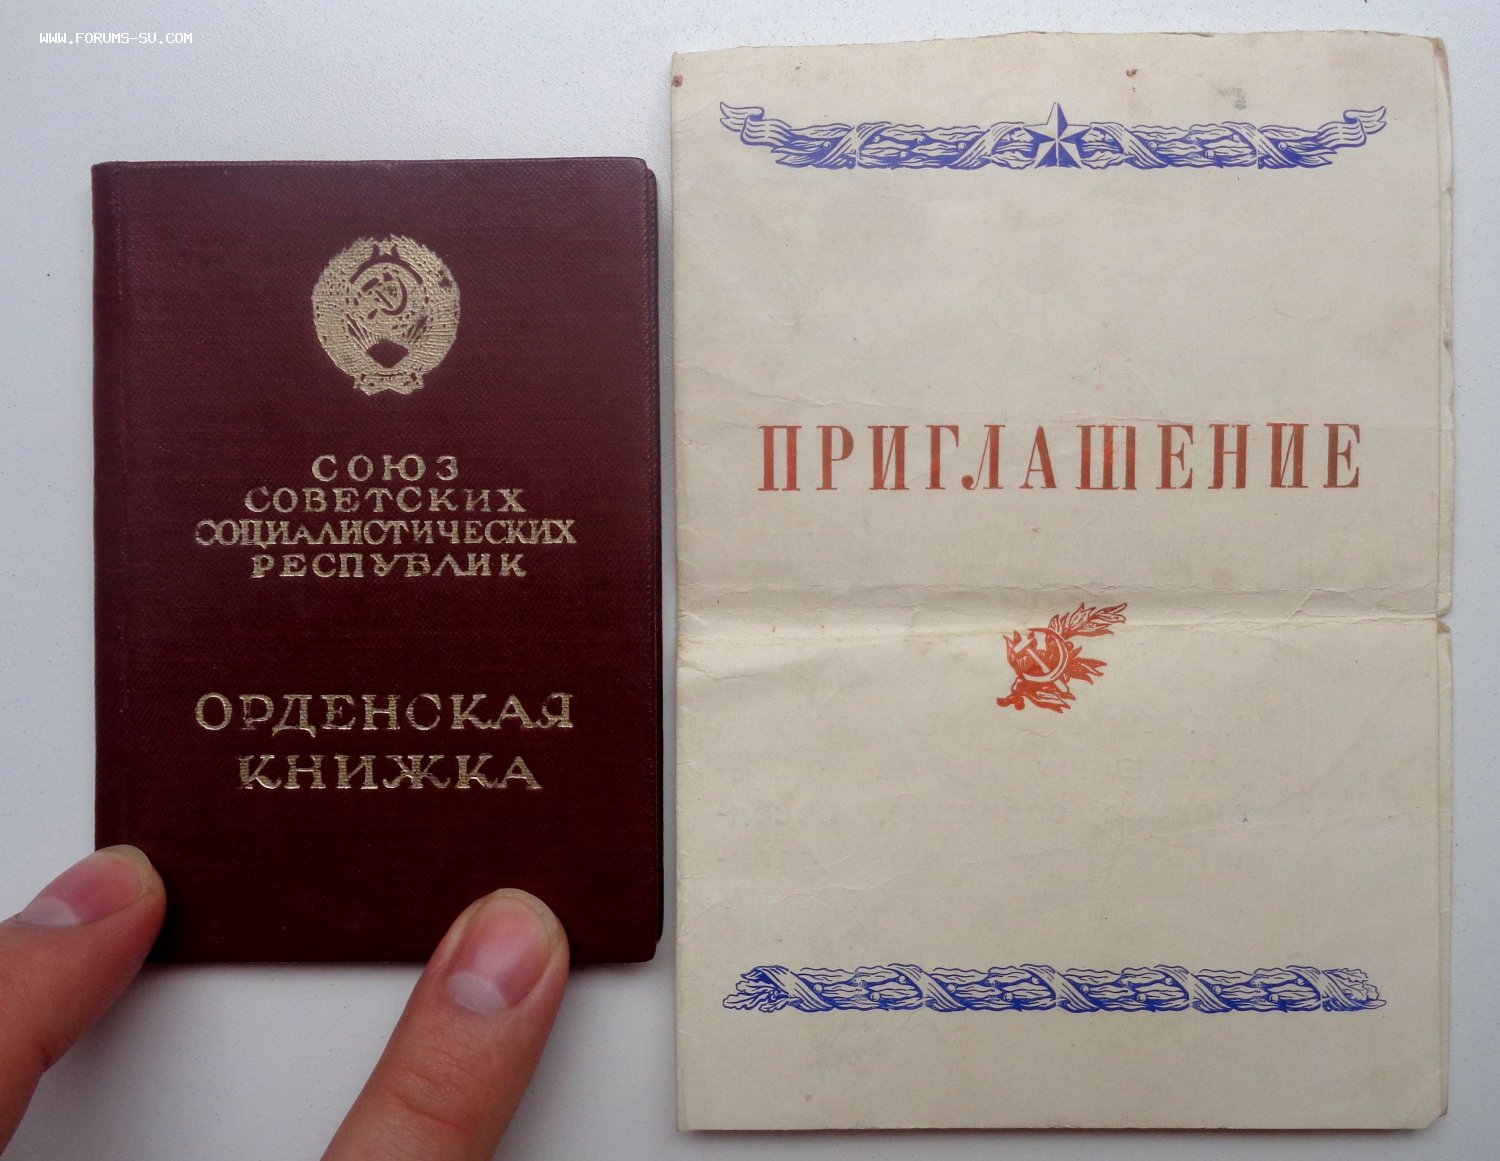 WWW.FORUMS-SU.COM
СОЮЗ
СОВЕТСКИХ
СОЦИАЛИСТИЧЕСКИХ
РЕСПУБЛИК
ОРДЕНСКАЯ
КНИЖКА
ПРИГЛАШЕНИЕ